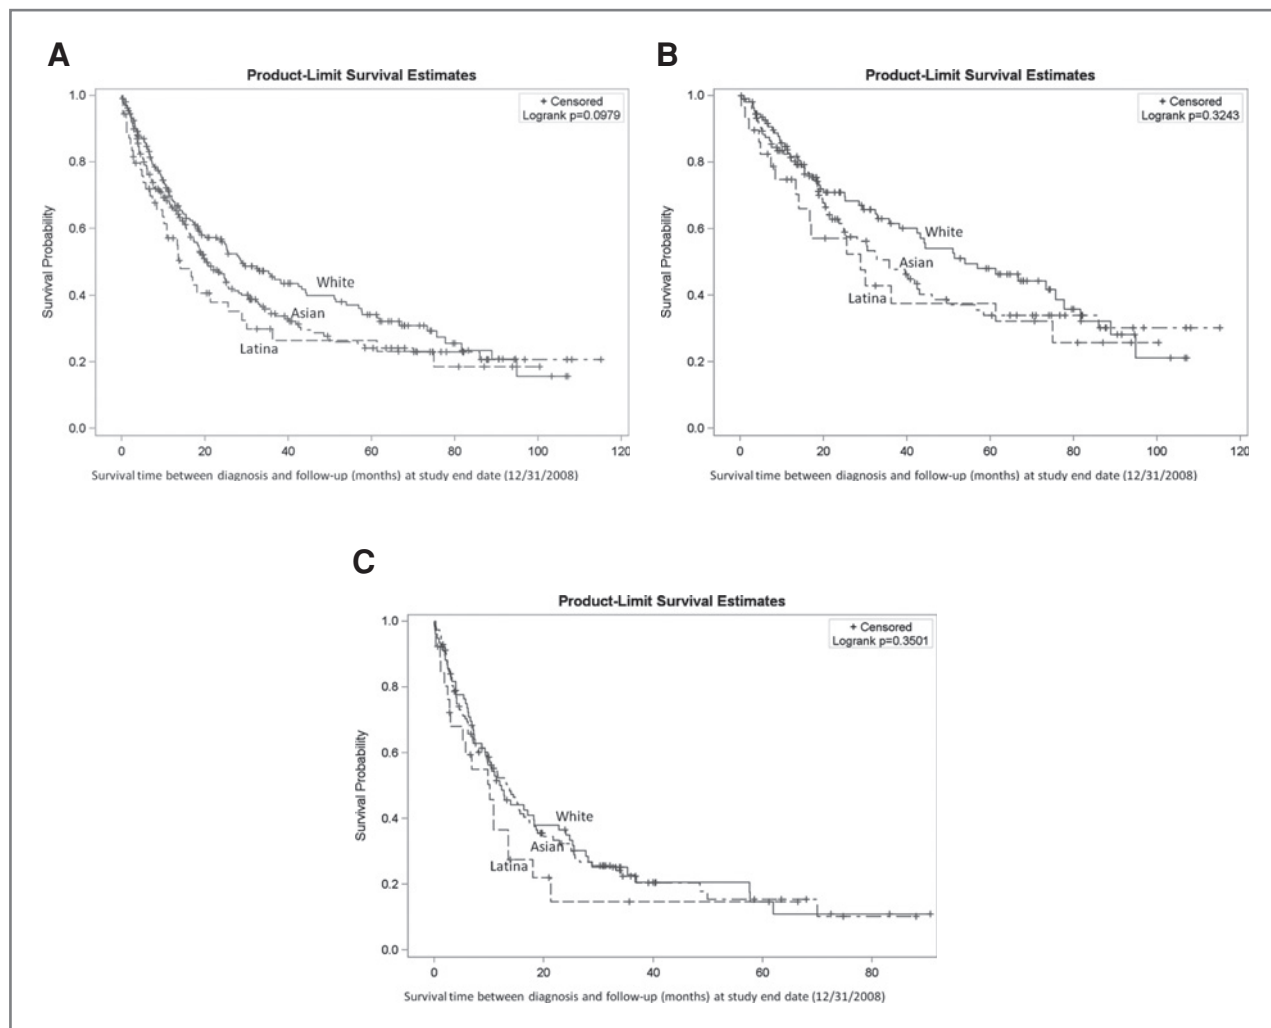 A
Product-Limit Survival Estimates
+ Censored
Logrank p=0.0979
1.0
0.8
0.6
0.4
0.2
0.0
Survival Probability
White
Asian
Latina
0 20 40 60 80 100 120
Survival time between diagnosis and follow-up (months) at study end date (12/31/2008)
B
Product-Limit Survival Estimates
+ Censored
Logrank p=0.3243
1.0
0.8
0.6
0.4
0.2
0.0
Survival Probability
White
Asian
Latina
0 20 40 60 80 100 120
Survival time between diagnosis and follow-up (months) at study end date (12/31/2008)
C
Product-Limit Survival Estimates
+ Censored
Logrank p=0.3501
1.0
0.8
0.6
0.4
0.2
0.0
Survival Probability
White
Asian
Latina
0 20 40 60 80
Survival time between diagnosis and follow-up (months) at study end date (12/31/2008)